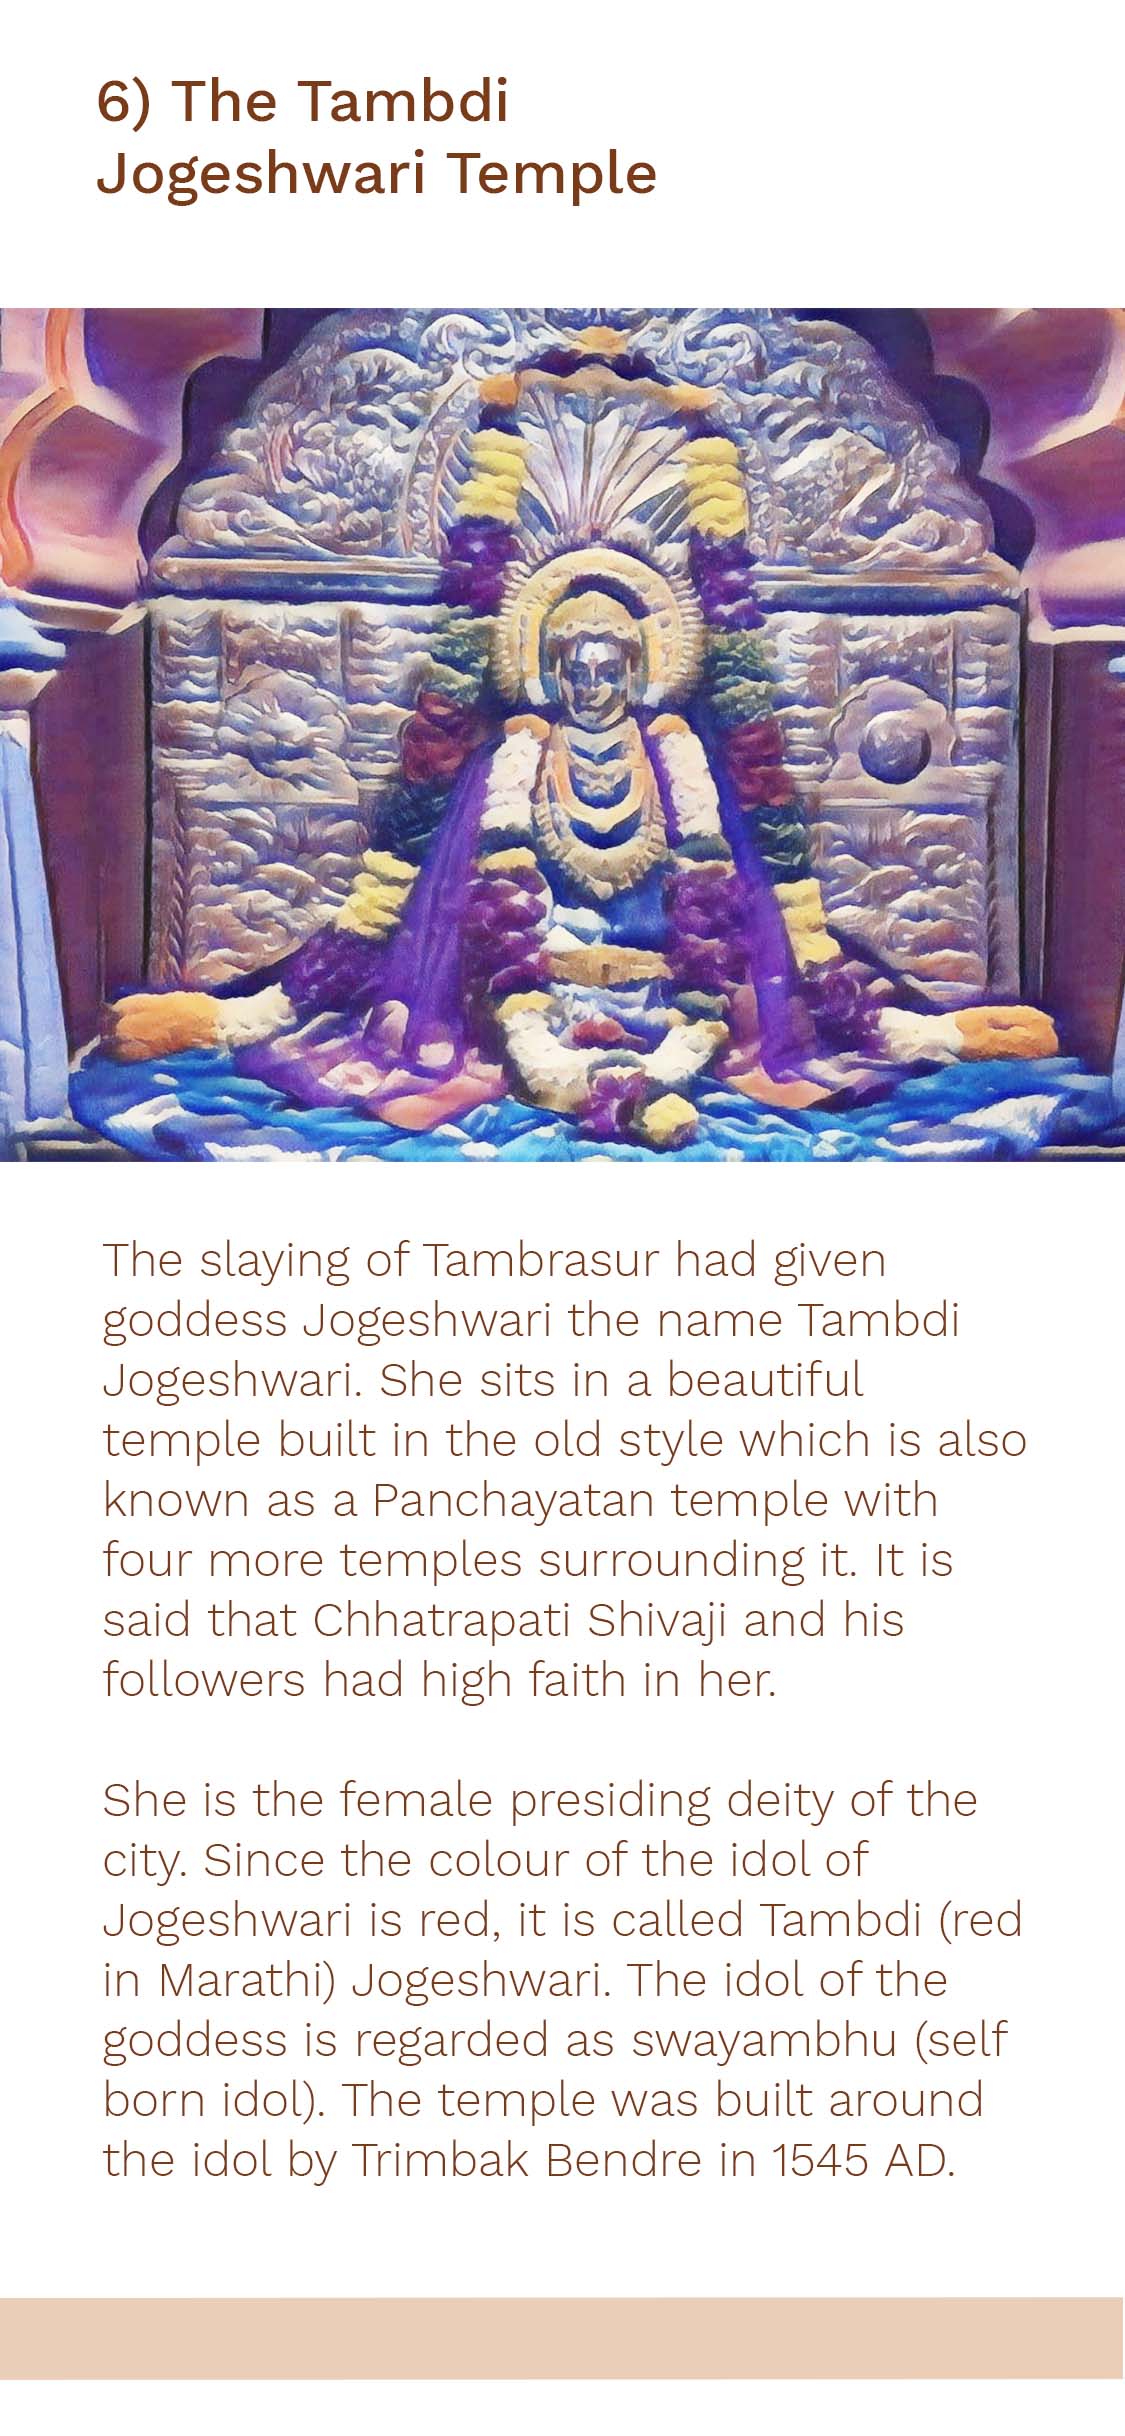 6) The Tambdi
Jogeshwari Temple
The slaying of Tambrasur had given
goddess Jogeshwari the name Tambdi
Jogeshwari. She sits in a beautiful
temple built in the old style which is also
known as a Panchayatan temple with
four more temples surrounding it. It is
said that Chhatrapati Shivaji and his
followers had high faith in her.
She is the female presiding deity of the
city. Since the colour of the idol of
Jogeshwari is red, it is called Tambdi (red
in Marathi) Jogeshwari. The idol of the
goddess is regarded as swayambhu (self
born idol). The temple was built around
the idol by Trimbak Bendre in 1545 AD.